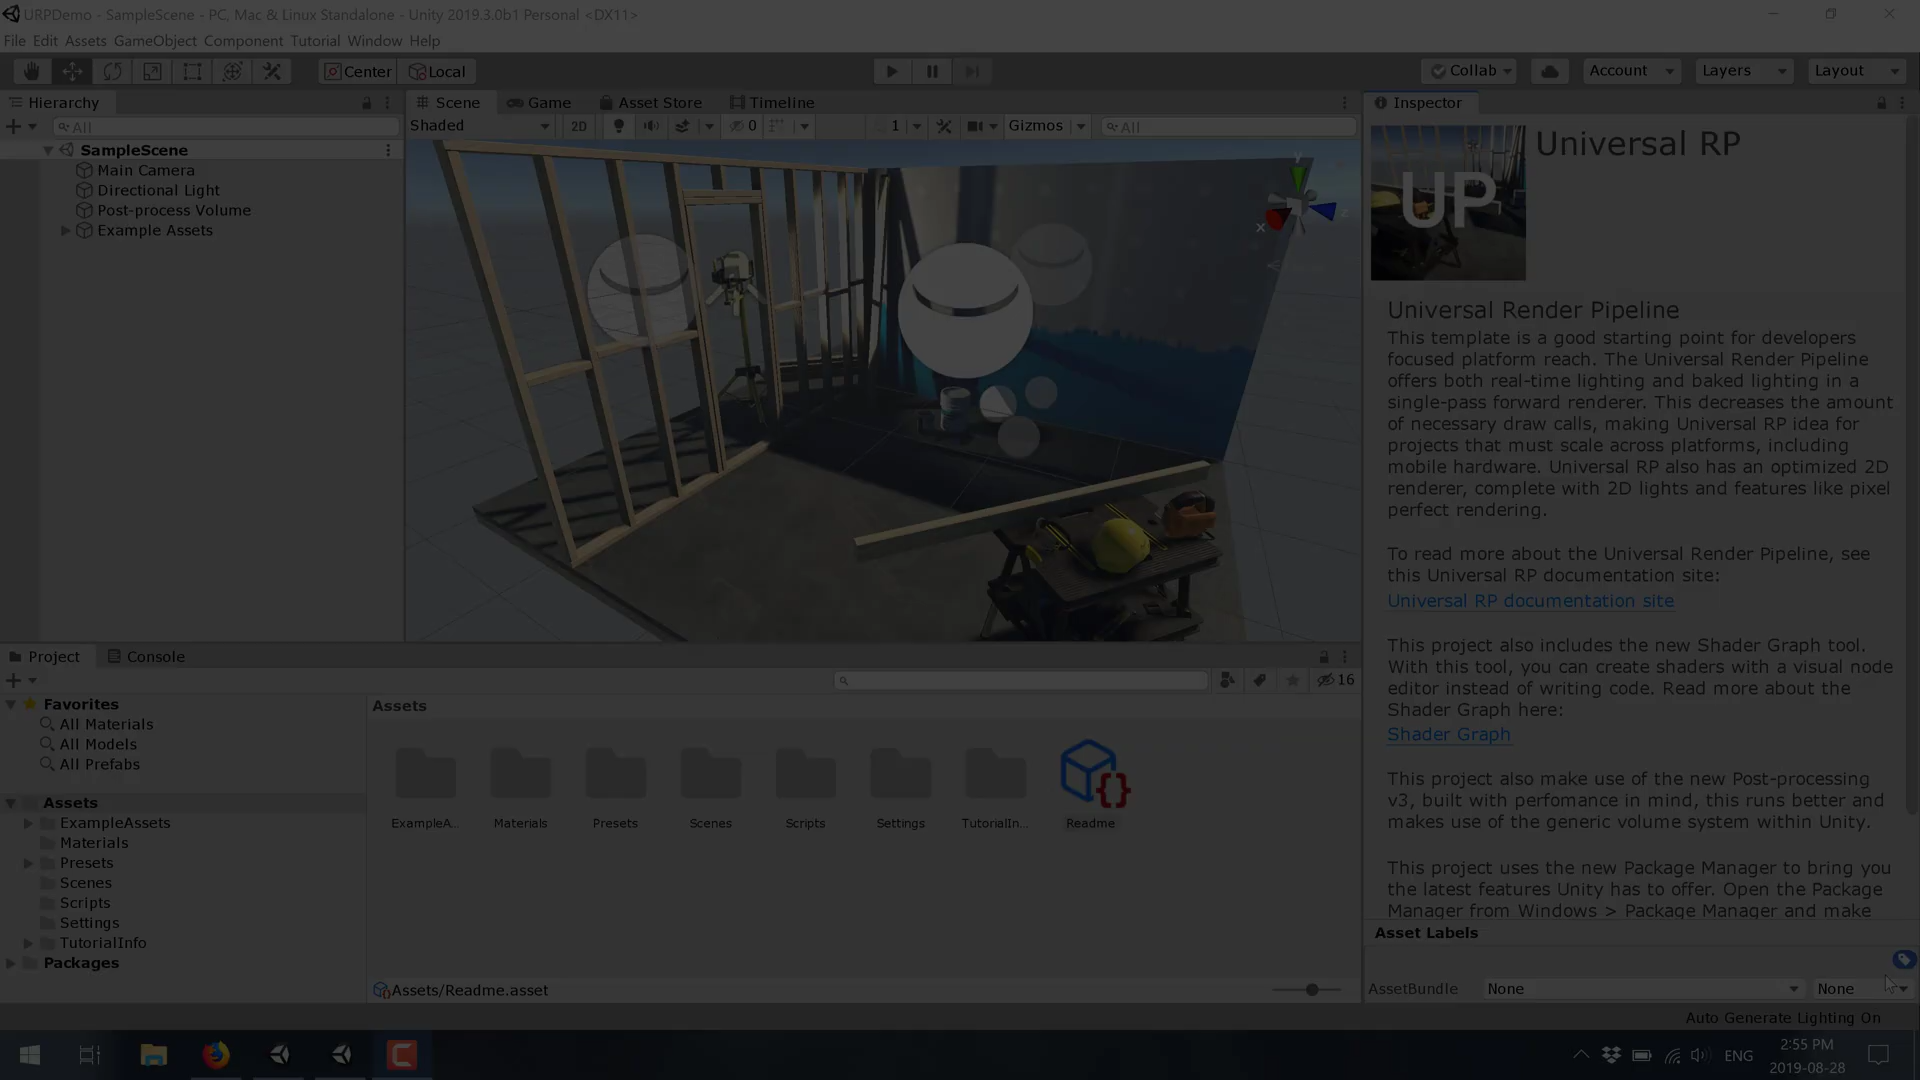 URPDemo - SampleScene - PC, Mac & Linux Standalone - Unity 2019.3.0b1 Personal <DX11>
File Edit Assets GameObject Component Tutorial Window Help
Center Local Collab Account Layers Layout
Hierarchy
All
SampleScene
Main Camera
Directional Light
Post-process Volume
Example Assets
Scene Game Asset Store Timeline
Shaded 2D 0 1 Gizmos All
y
x
z
Inspector
UP
Universal RP
Universal Render Pipeline
This template is a good starting point for developers
focused platform reach. The Universal Render Pipeline
offers both real-time lighting and baked lighting in a
single-pass forward renderer. This decreases the amount
of necessary draw calls, making Universal RP idea for
projects that must scale across platforms, including
mobile hardware. Universal RP also has an optimized 2D
renderer, complete with 2D lights and features like pixel
perfect rendering.
To read more about the Universal Render Pipeline, see
this Universal RP documentation site:
Universal RP documentation site
This project also includes the new Shader Graph tool.
With this tool, you can create shaders with a visual node
editor instead of writing code. Read more about the
Shader Graph here:
Shader Graph
This project also make use of the new Post-processing
v3, built with perfomance in mind, this runs better and
makes use of the generic volume system within Unity.
This project uses the new Package Manager to bring you
the latest features Unity has to offer. Open the Package
Manager from Windows > Package Manager and make
Asset Labels
AssetBundle None None
Auto Generate Lighting On
Project Console
16
Favorites
All Materials
All Models
All Prefabs
Assets
ExampleAssets
Materials
Presets
Scenes
Scripts
Settings
TutorialInfo
Packages
Assets
ExampleA... Materials Presets Scenes Scripts Settings TutorialIn... Readme
Assets/Readme.asset
ENG
2:55 PM
2019-08-28